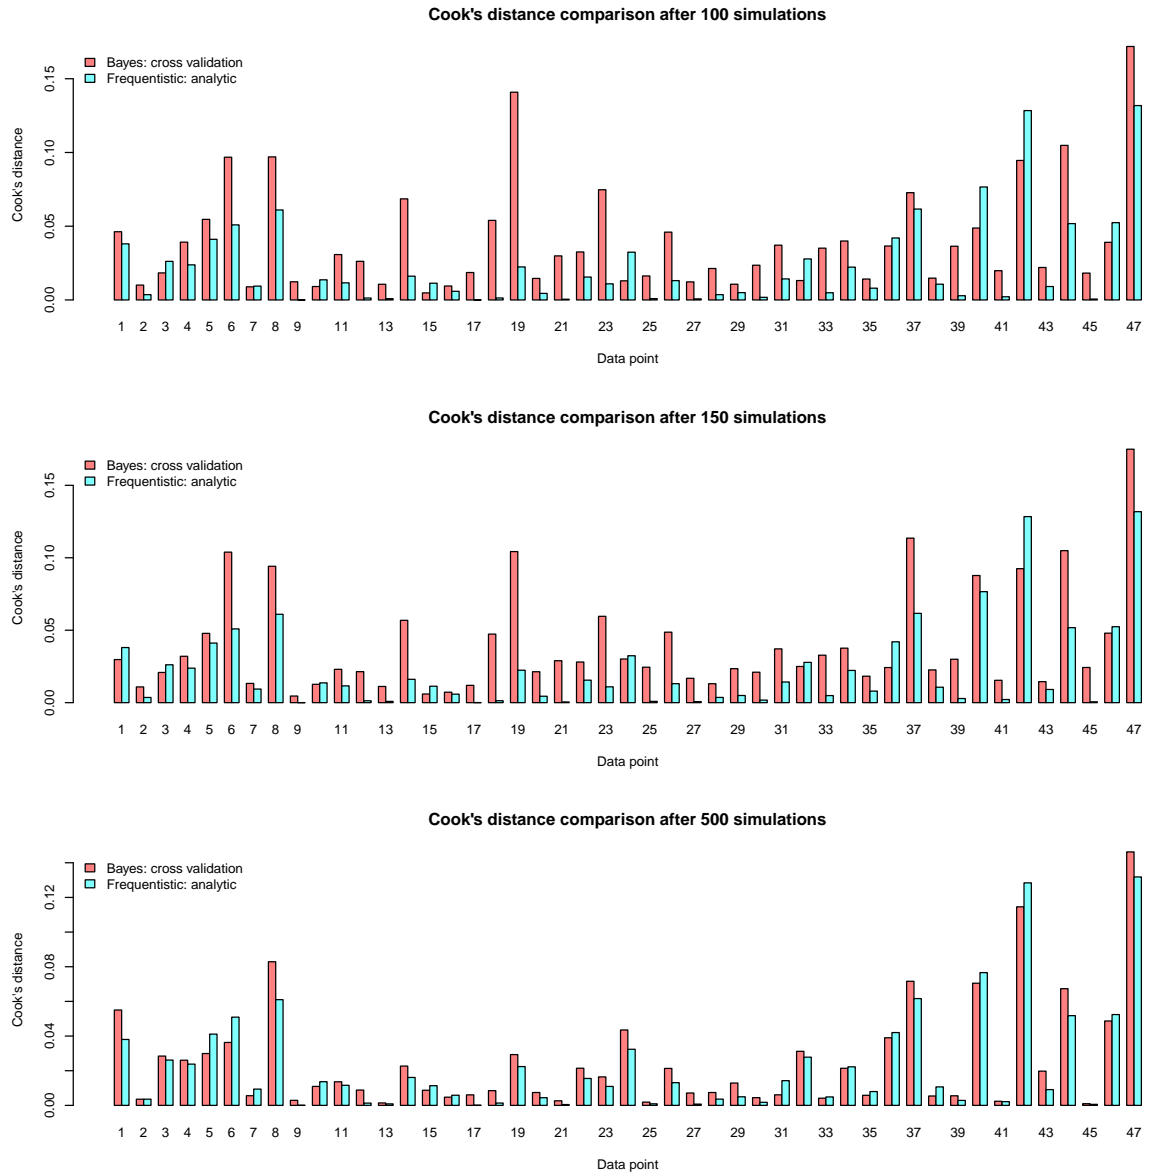 Cook's distance comparison after 100 simulations
Bayes: cross validation
Frequentistic: analytic
Cook's distance
0.00 0.05 0.10 0.15
1 2 3 4 5 6 7 8 9 11 13 15 17 19 21 23 25 27 29 31 33 35 37 39 41 43 45 47
Data point
Cook's distance comparison after 150 simulations
Bayes: cross validation
Frequentistic: analytic
Cook's distance
0.00 0.05 0.10 0.15
1 2 3 4 5 6 7 8 9 11 13 15 17 19 21 23 25 27 29 31 33 35 37 39 41 43 45 47
Data point
Cook's distance comparison after 500 simulations
Bayes: cross validation
Frequentistic: analytic
Cook's distance
0.00 0.04 0.08 0.12
1 2 3 4 5 6 7 8 9 11 13 15 17 19 21 23 25 27 29 31 33 35 37 39 41 43 45 47
Data point